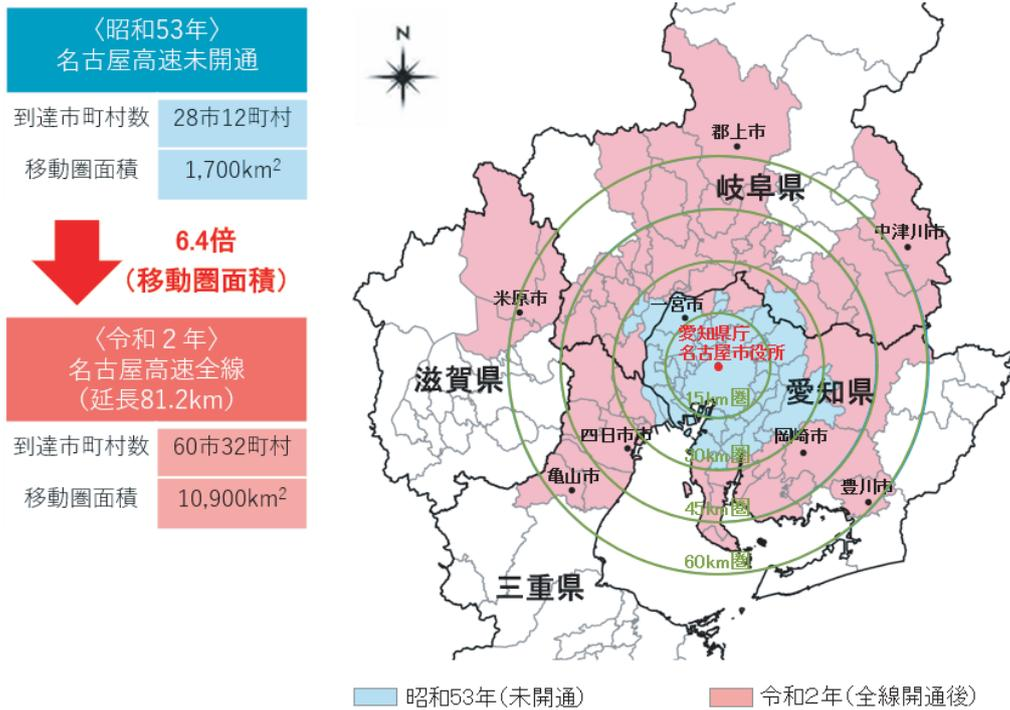 〈昭和53年〉
名古屋高速未開通
到達市町村数 28市12町村
移動圏面積 1,700km²
6.4倍
(移動圏面積)
〈令和２年〉
名古屋高速全線
(延長81.2km)
到達市町村数 60市32町村
移動圏面積 10,900km²
N
郡上市
岐阜県
中津川市
米原市
一宮市
愛知県庁
名古屋市役所
滋賀県
愛知県
15km圏
四日市市
岡崎市
30km圏
亀山市
豊川市
45km圏
60km圏
三重県
昭和53年(未開通)
令和2年(全線開通後)